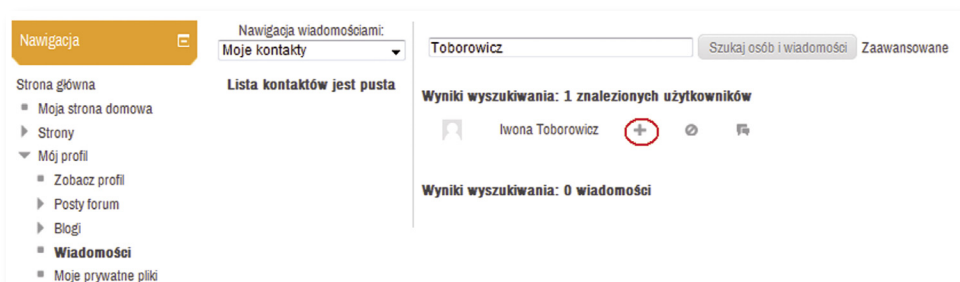 Nawigacja
Strona główna
Moja strona domowa
Strony
Mój profil
Zobacz profil
Posty forum
Blogi
Wiadomości
Moje prywatne pliki
Nawigacja wiadomościami:
Moje kontakty
Lista kontaktów jest pusta
Toborowicz Szukaj osób i wiadomości Zaawansowane
Wyniki wyszukiwania: 1 znalezionych użytkowników
Iwona Toborowicz
Wyniki wyszukiwania: 0 wiadomości